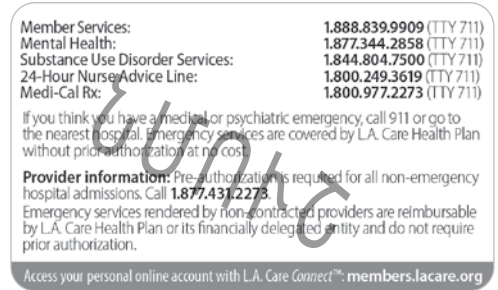 Member Services: 1.888.839.9909 (TTY 711)
Mental Health: 1.877.344.2858 (TTY 711)
Substance Use Disorder Services: 1.844.804.7500 (TTY 711)
24-Hour Nurse Advice Line: 1.800.249.3619 (TTY 711)
Medi-Cal Rx: 1.800.977.2273 (TTY 711)
If you think you have a medical or psychiatric emergency, call 911 or go to
the nearest hospital. Emergency services are covered by L.A. Care Health Plan
without prior authorization at no cost.
Provider information: Pre-authorization is required for all non-emergency
hospital admissions. Call 1.877.431.2273.
Emergency services rendered by non-contracted providers are reimbursable
by L.A. Care Health Plan or its financially delegated entity and do not require
prior authorization.
Access your personal online account with L.A. Care Connect™: members.lacare.org
ՆՄՈՒՇ